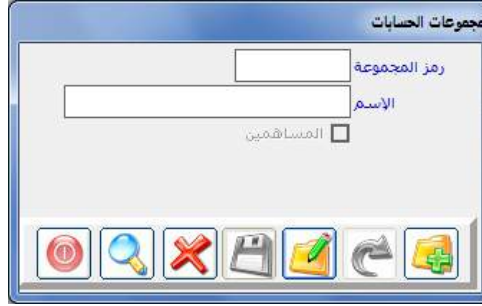 مجموعات الحسابات
رمز المجموعة
الإسم
المساهمين